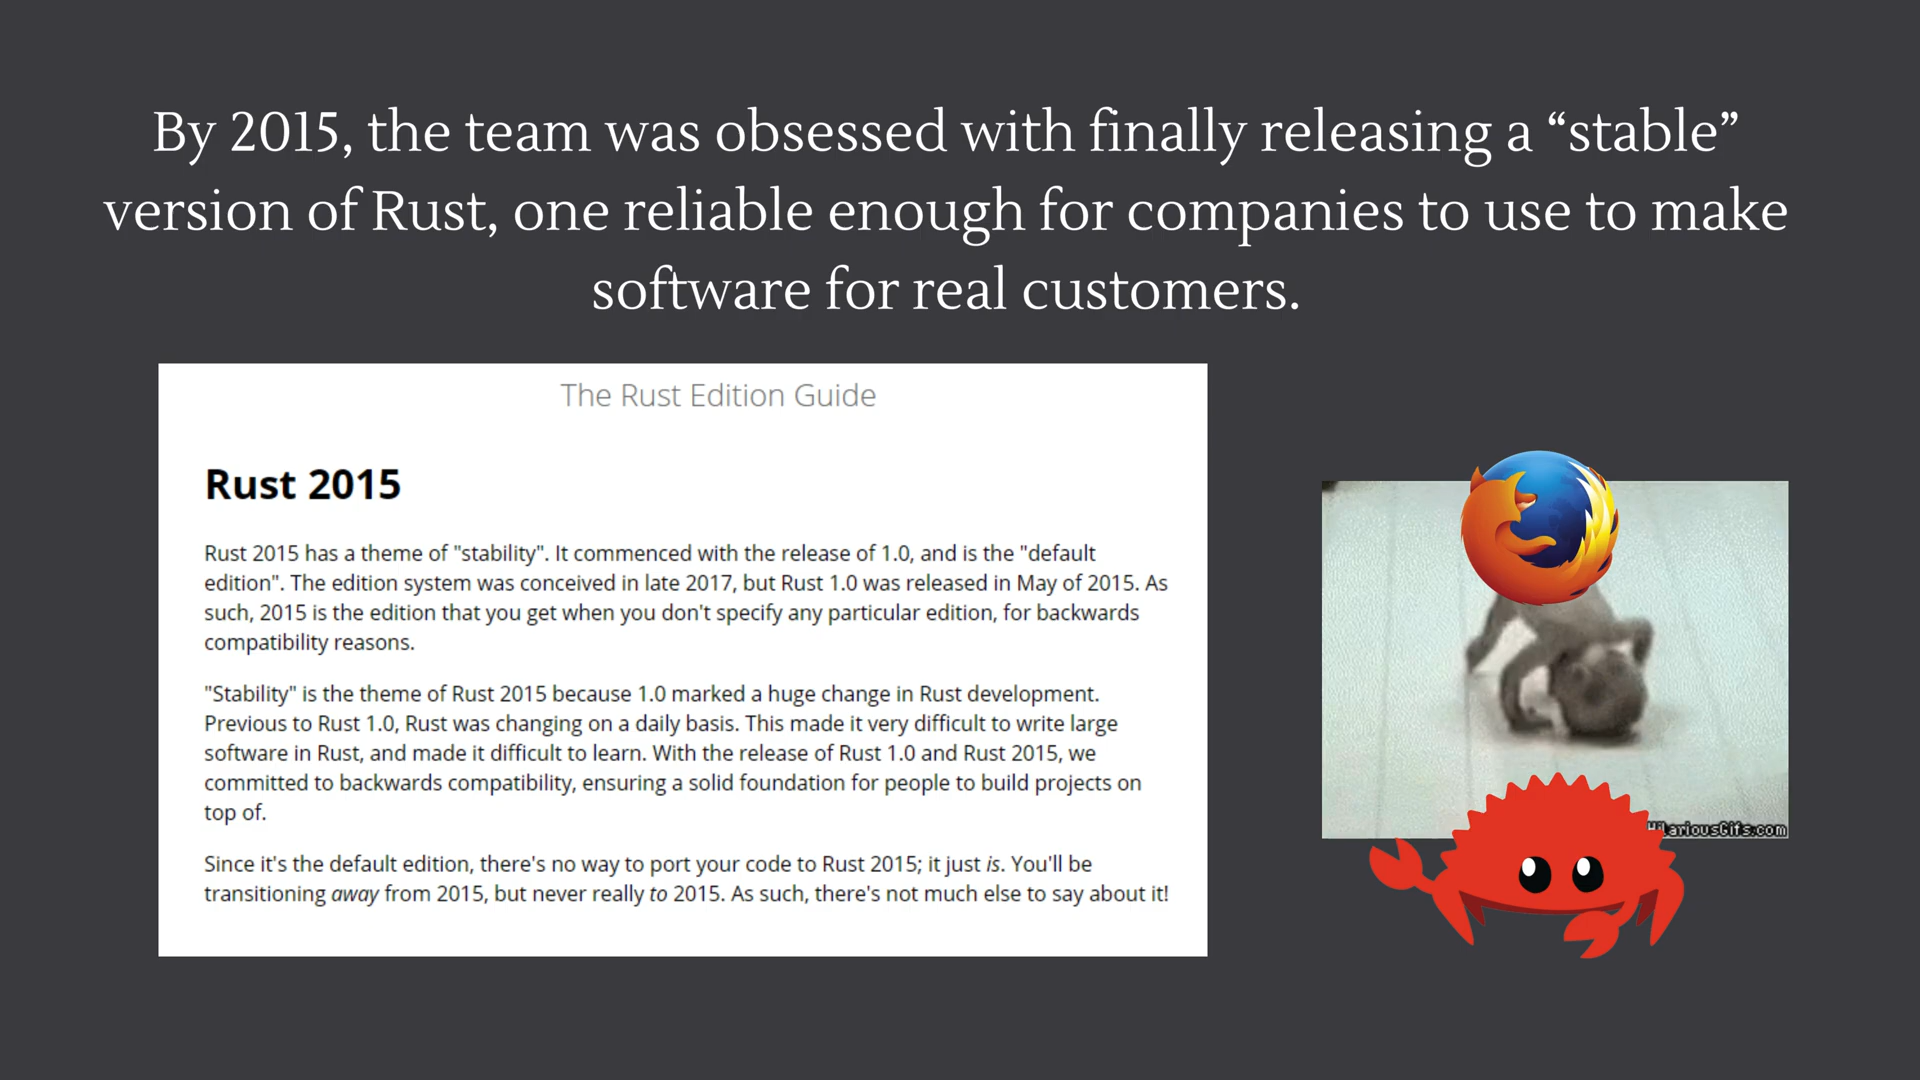 By 2015, the team was obsessed with finally releasing a “stable”
version of Rust, one reliable enough for companies to use to make
software for real customers.
The Rust Edition Guide
Rust 2015
Rust 2015 has a theme of "stability". It commenced with the release of 1.0, and is the "default
edition". The edition system was conceived in late 2017, but Rust 1.0 was released in May of 2015. As
such, 2015 is the edition that you get when you don't specify any particular edition, for backwards
compatibility reasons.
"Stability" is the theme of Rust 2015 because 1.0 marked a huge change in Rust development.
Previous to Rust 1.0, Rust was changing on a daily basis. This made it very difficult to write large
software in Rust, and made it difficult to learn. With the release of Rust 1.0 and Rust 2015, we
committed to backwards compatibility, ensuring a solid foundation for people to build projects on
top of.
Since it's the default edition, there's no way to port your code to Rust 2015; it just is. You'll be
transitioning away from 2015, but never really to 2015. As such, there's not much else to say about it!
HilariousGifs.com